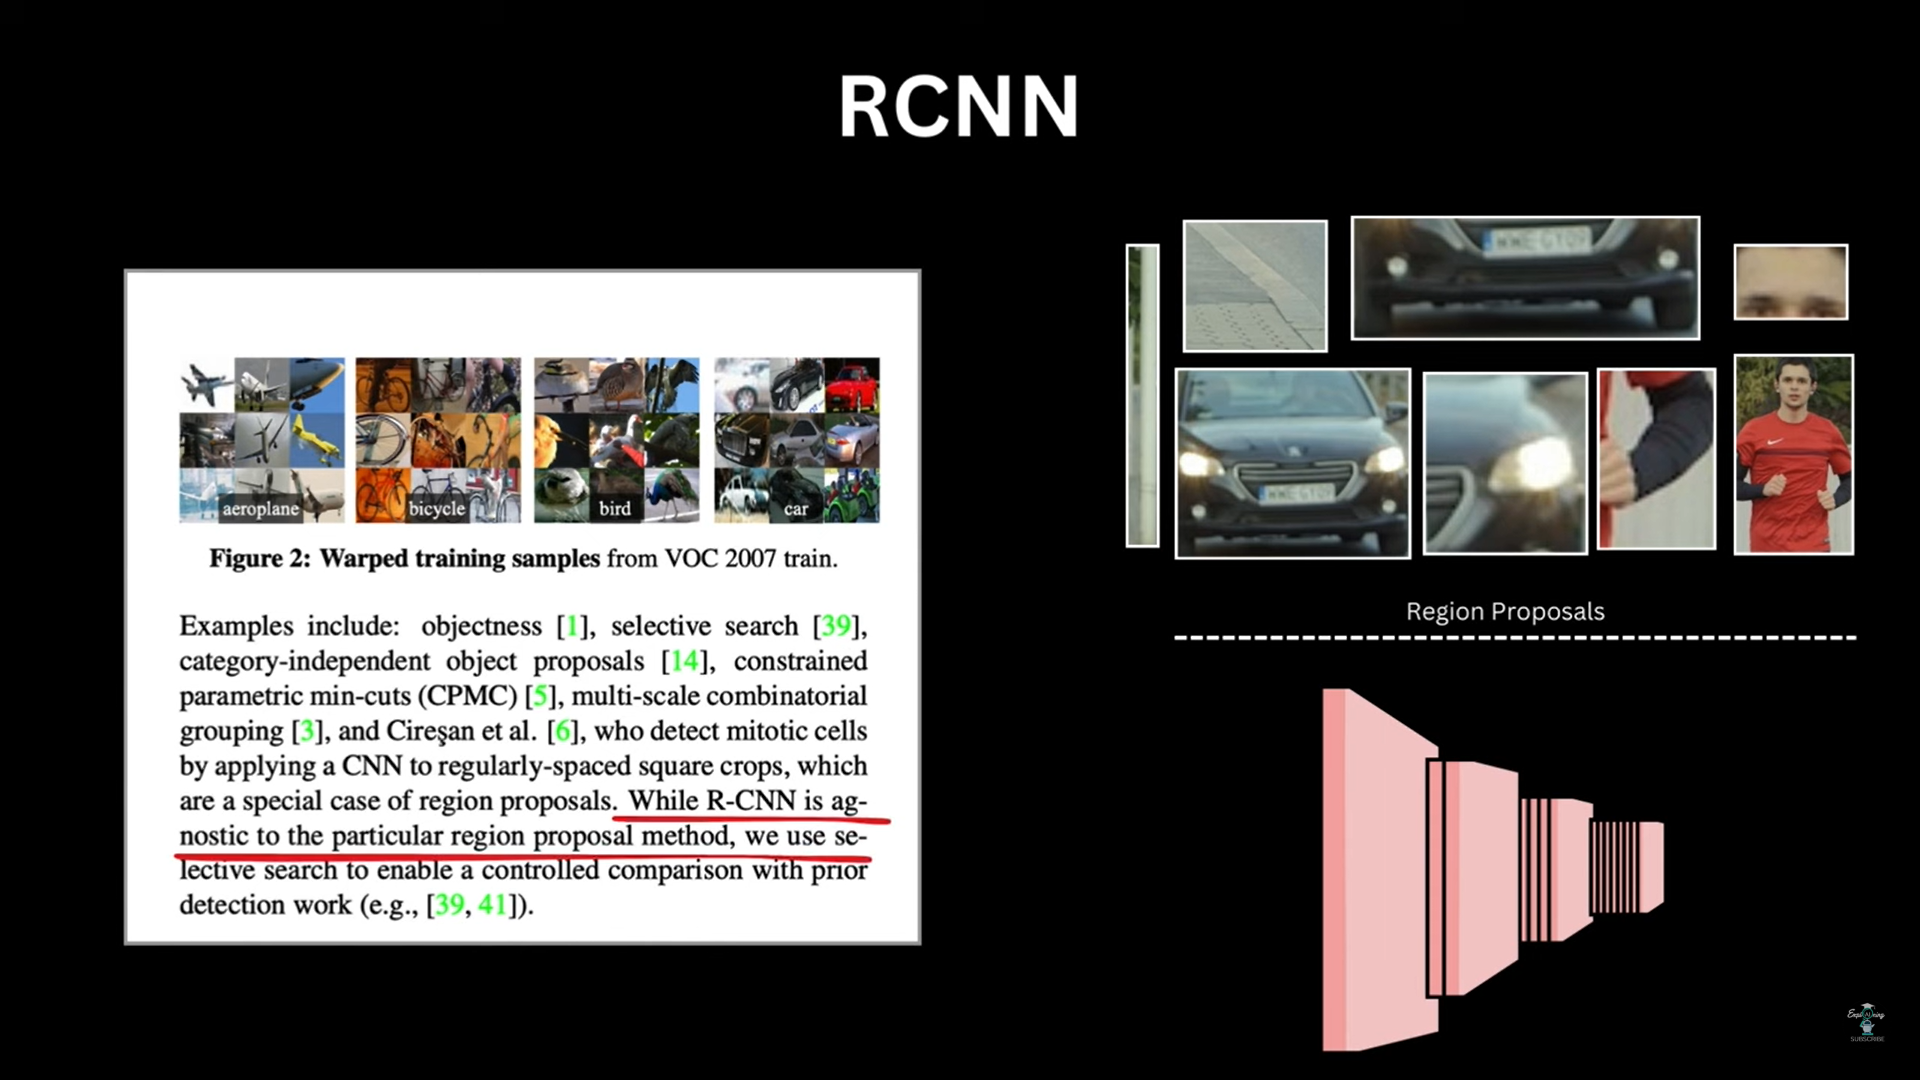 RCNN
aeroplane
bicycle
bird
car
Figure 2: Warped training samples from VOC 2007 train.
Examples include: objectness [1], selective search [39],
category-independent object proposals [14], constrained
parametric min-cuts (CPMC) [5], multi-scale combinatorial
grouping [3], and Cireşan et al. [6], who detect mitotic cells
by applying a CNN to regularly-spaced square crops, which
are a special case of region proposals. While R-CNN is ag-
nostic to the particular region proposal method, we use se-
lective search to enable a controlled comparison with prior
detection work (e.g., [39, 41]).
Region Proposals
SUBSCRIBE